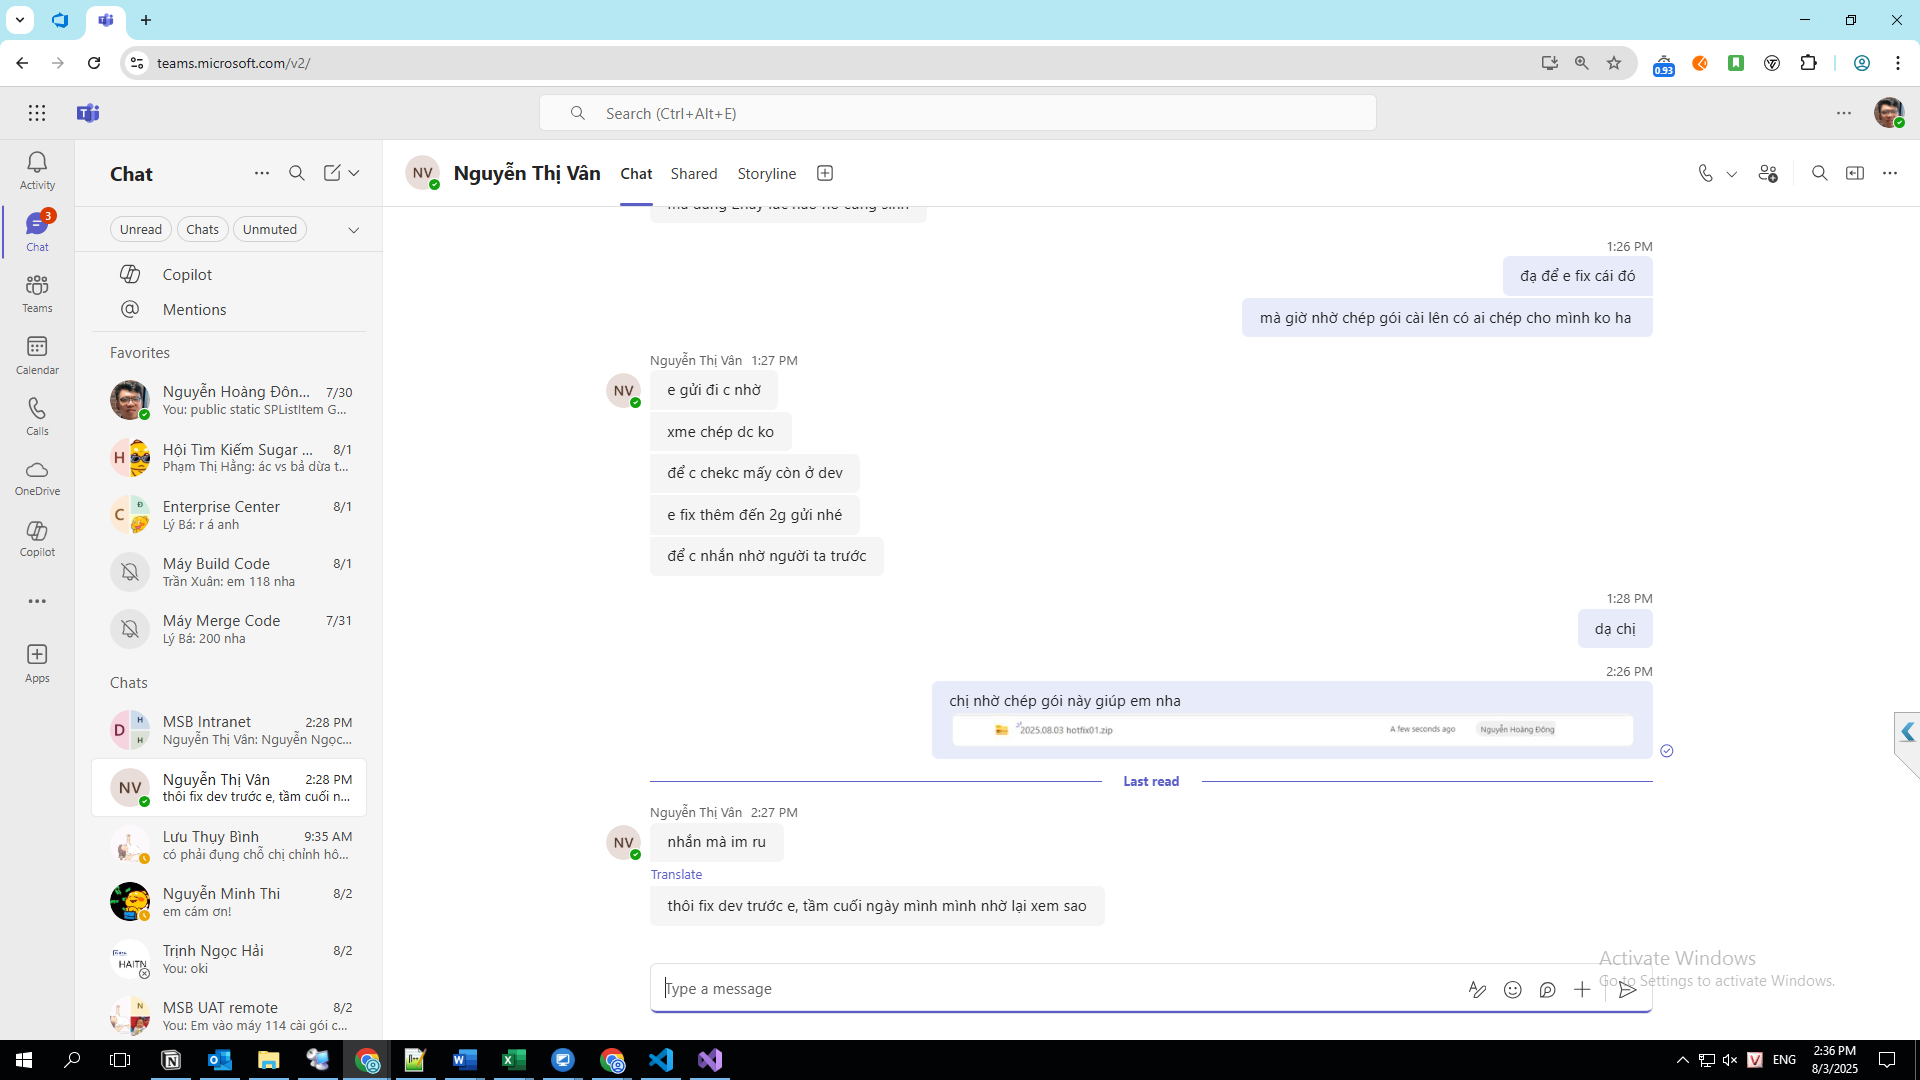 teams.microsoft.com/v2/
0.93
Search (Ctrl+Alt+E)
Activity
3
Chat
Teams
Calendar
Calls
OneDrive
Copilot
Apps
Chat
Unread
Chats
Unmuted
Copilot
Mentions
Favorites
Nguyễn Hoàng Đôn... 7/30
You: public static SPListItem G...
H
Hội Tìm Kiếm Sugar ... 8/1
Phạm Thị Hằng: ác vs bả dừa t...
C
Đ
Enterprise Center 8/1
Lý Bá: r á anh
Máy Build Code 8/1
Trần Xuân: em 118 nha
Máy Merge Code 7/31
Lý Bá: 200 nha
Chats
D
H
H
MSB Intranet 2:28 PM
Nguyễn Thị Vân: Nguyễn Ngọc...
NV
Nguyễn Thị Vân 2:28 PM
thôi fix dev trước e, tầm cuối n...
Lưu Thụy Bình 9:35 AM
có phải đụng chỗ chị chỉnh hô...
Nguyễn Minh Thi 8/2
em cám ơn!
HAITN
Trịnh Ngọc Hải 8/2
You: oki
N
MSB UAT remote 8/2
You: Em vào máy 114 cài gói c...
NV
Nguyễn Thị Vân
Chat
Shared
Storyline
1:26 PM
đạ để e fix cái đó
mà giờ nhờ chép gói cài lên có ai chép cho mình ko ha
Nguyễn Thị Vân 1:27 PM
NV
e gửi đi c nhờ
xme chép dc ko
để c chekc mấy còn ở dev
e fix thêm đến 2g gửi nhé
để c nhắn nhờ người ta trước
1:28 PM
dạ chị
2:26 PM
chị nhờ chép gói này giúp em nha
2025.08.03 hotfix01.zip A few seconds ago Nguyễn Hoàng Đông
Last read
Nguyễn Thị Vân 2:27 PM
NV
nhắn mà im ru
Translate
thôi fix dev trước e, tầm cuối ngày mình mình nhờ lại xem sao
Type a message
Activate Windows
Go to Settings to activate Windows.
ENG
2:36 PM
8/3/2025